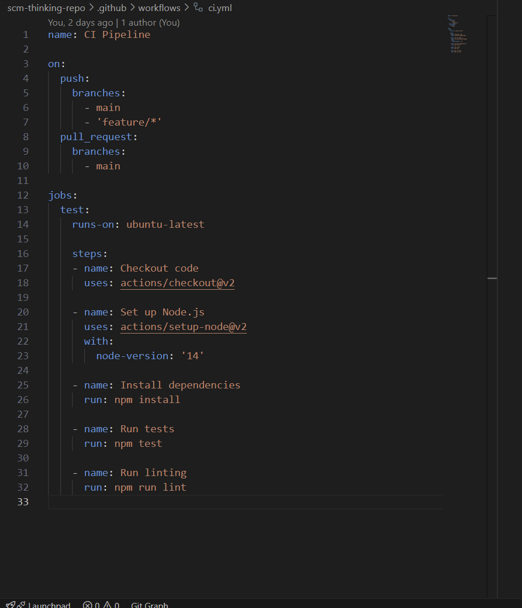 scm-thinking-repo > .github > workflows > ci.yml
You, 2 days ago | 1 author (You)
1 name: CI Pipeline
2
3 on:
4 push:
5 branches:
6 - main
7 - 'feature/*'
8 pull_request:
9 branches:
10 - main
11
12 jobs:
13 test:
14 runs-on: ubuntu-latest
15
16 steps:
17 - name: Checkout code
18 uses: actions/checkout@v2
19
20 - name: Set up Node.js
21 uses: actions/setup-node@v2
22 with:
23 node-version: '14'
24
25 - name: Install dependencies
26 run: npm install
27
28 - name: Run tests
29 run: npm test
30
31 - name: Run linting
32 run: npm run lint
33
Launchpad 0 0 Git Graph